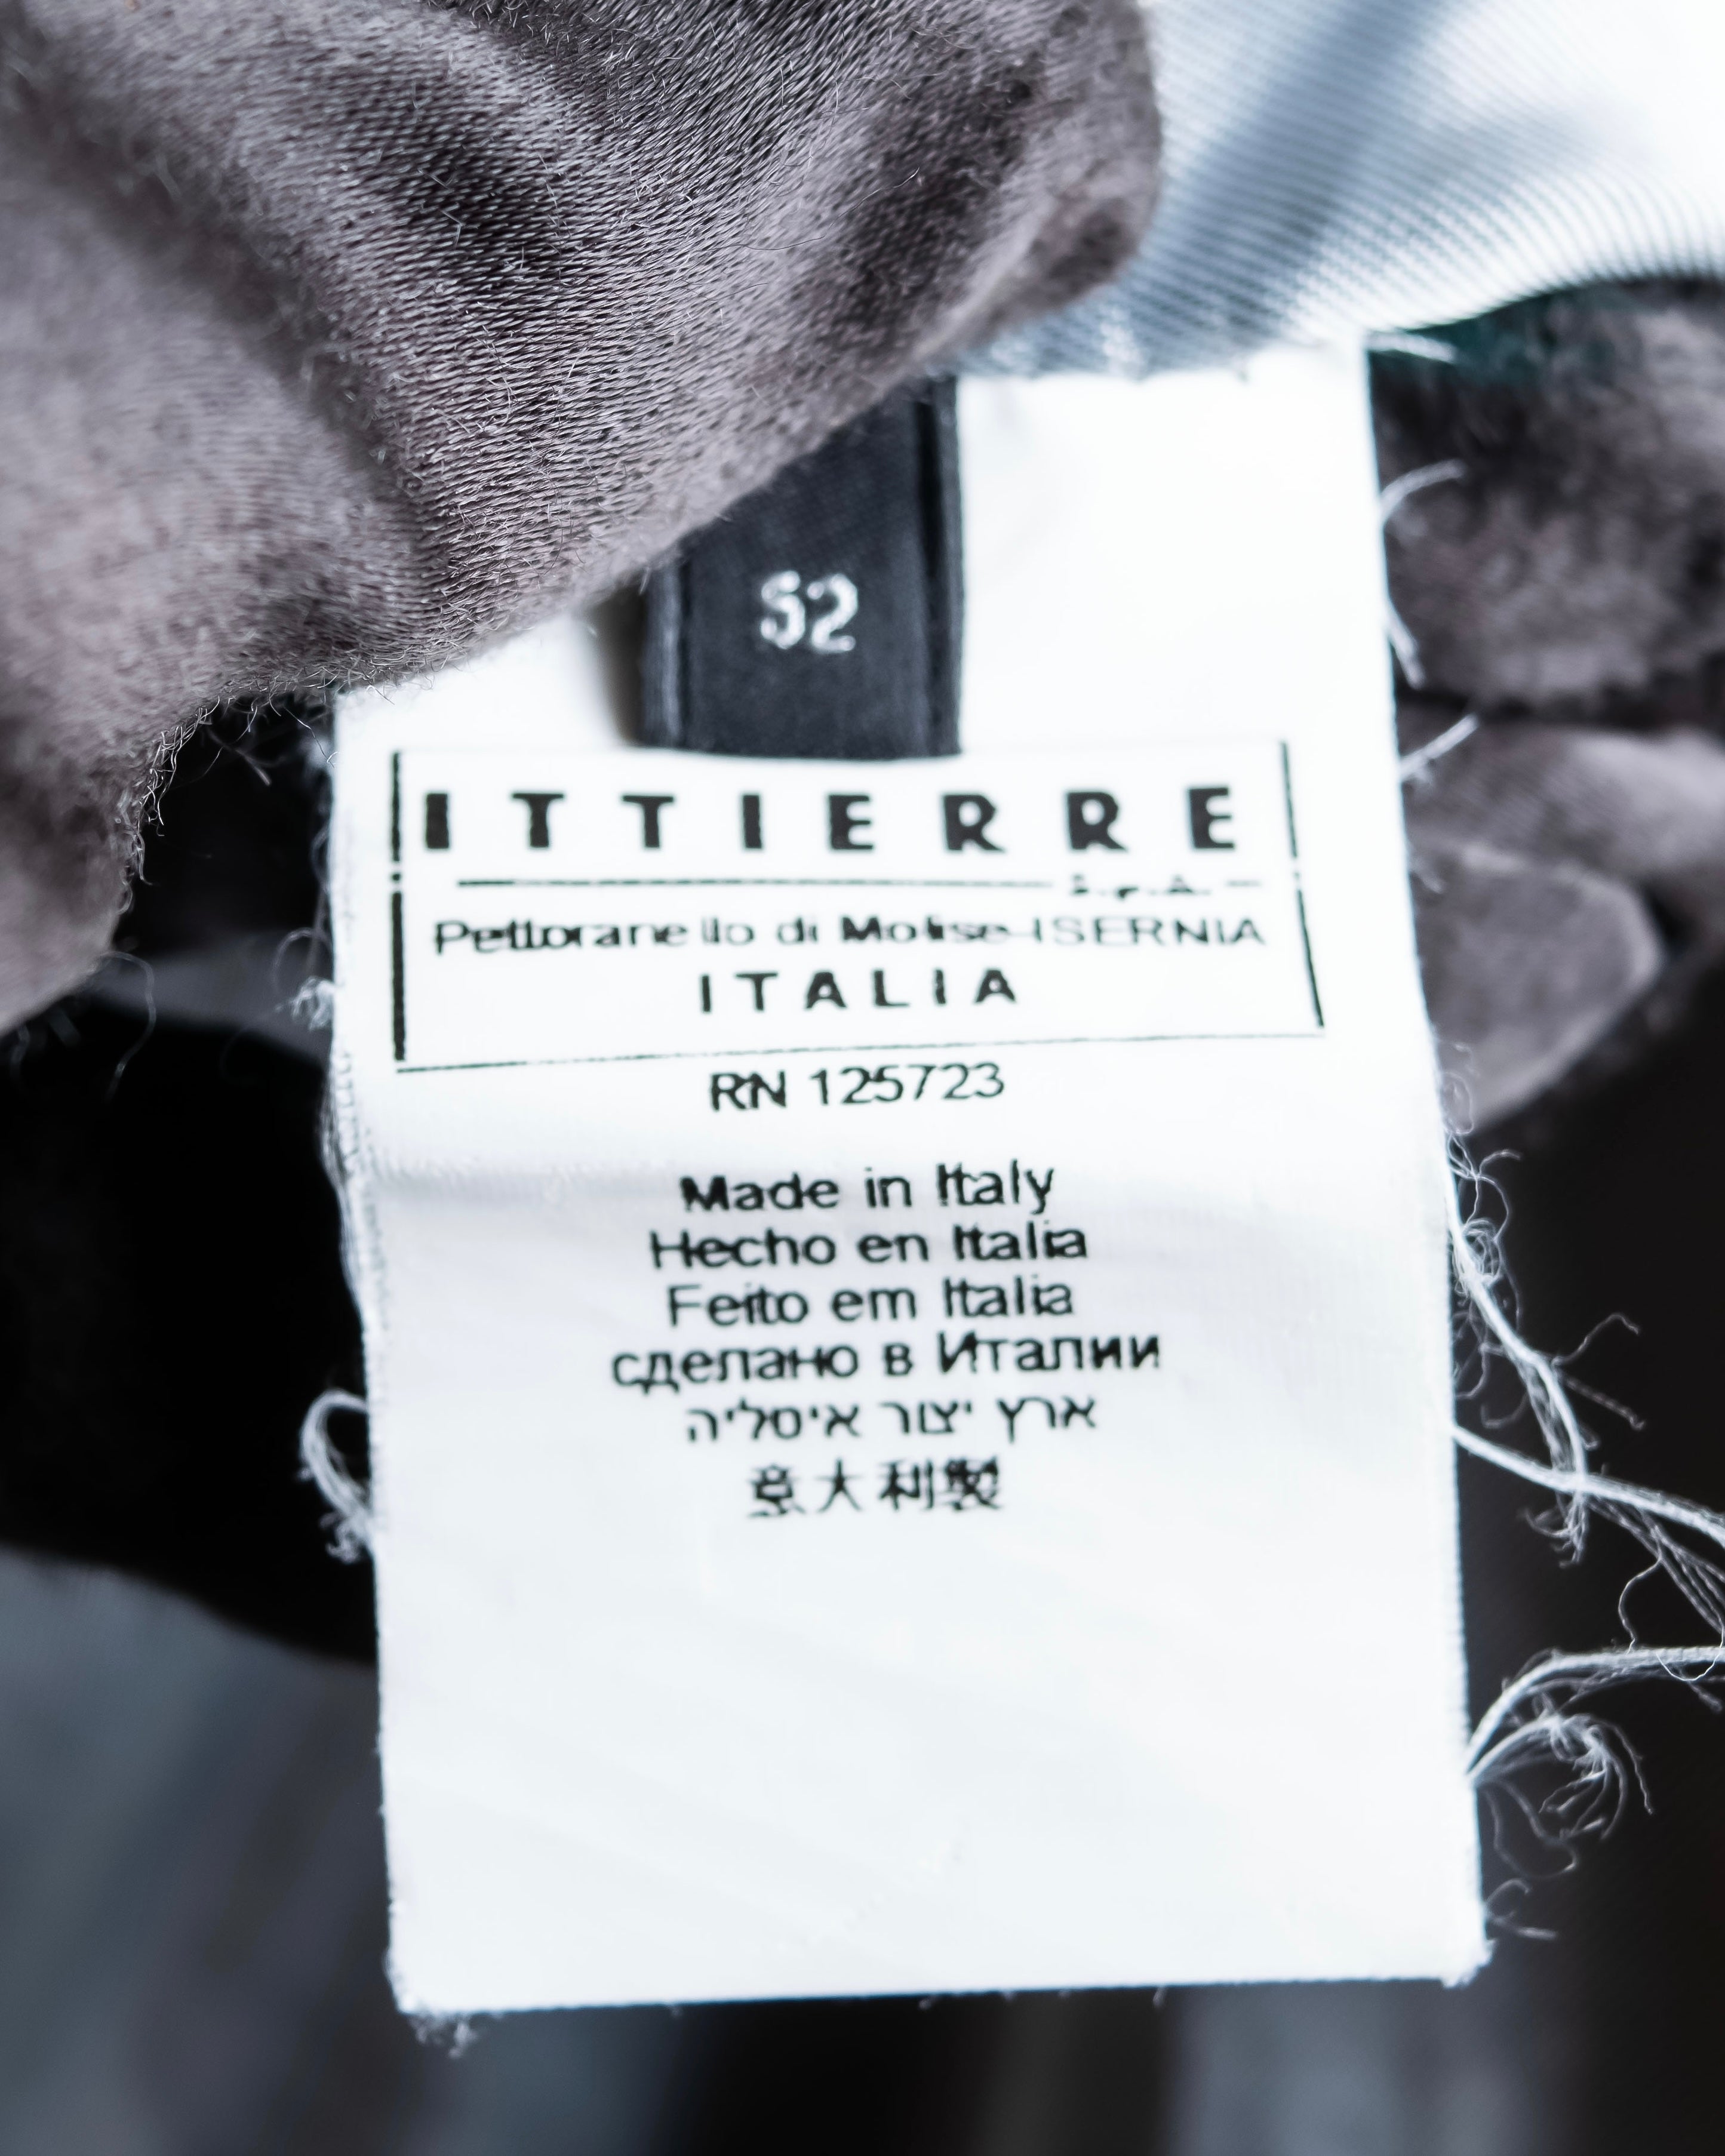 52
ITTIERRE
S.p.A.
Pettoranello di Molise-ISERNIA
ITALIA
RN 125723
Made in Italy
Hecho en Italia
Feito em Italia
сделано в Италии
ארץ יצור איטליה
意大利製